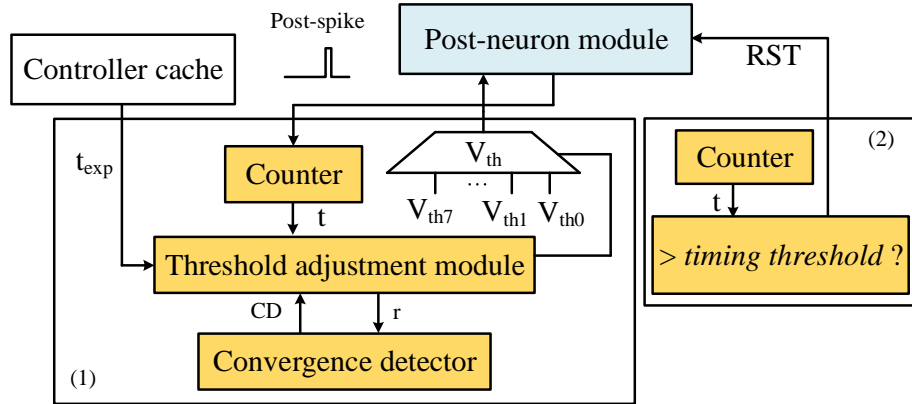 Post-spike
Post-neuron module
Controller cache
RST
(2)
t_exp
V_th
Counter
Counter
...
V_th7
V_th1
V_th0
t
t
Threshold adjustment module
> timing threshold ?
CD
r
Convergence detector
(1)